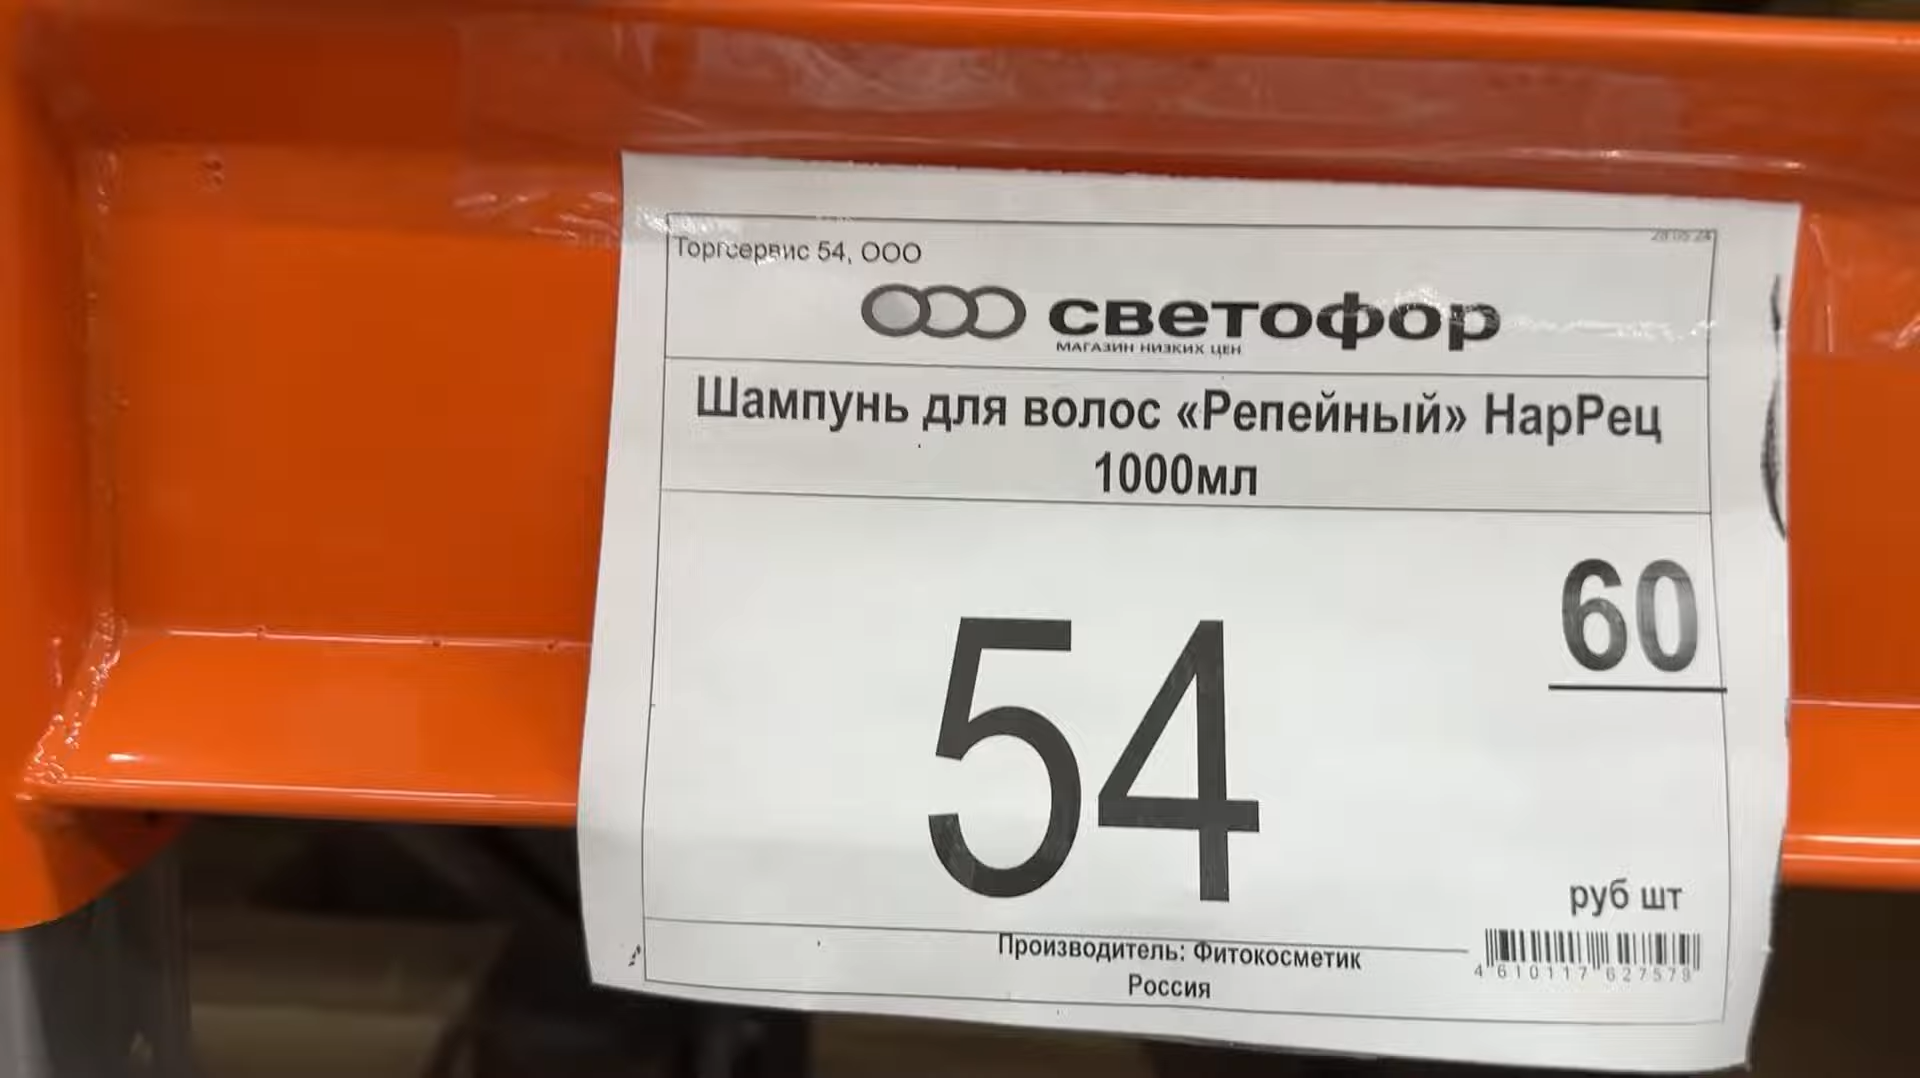 Торгсервис 54, ООО
светофор
МАГАЗИН НИЗКИХ ЦЕН
Шампунь для волос «Репейный» НарРец
1000мл
54
60
руб шт
Производитель: Фитокосметик
Россия
4 610117 627579